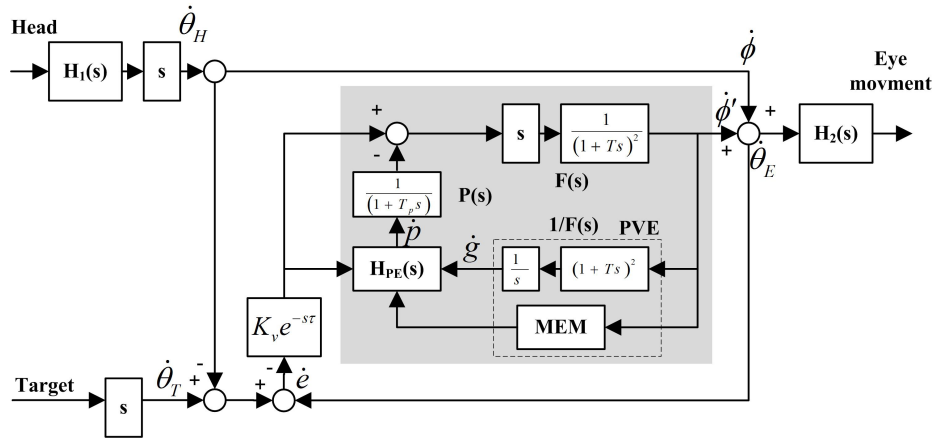 Head
θ̇_H
H₁(s)
s
φ̇
Eye
movment
φ̇'
+
+
+
-
s
1/(1 + Ts)²
F(s)
θ̇_E
H₂(s)
1/(1 + T_p s)
P(s)
ṗ
1/F(s)
PVE
ġ
H_PE(s)
1/s
(1 + Ts)²
MEM
K_v e^{-sτ}
Target
s
θ̇_T
-
+
+
-
ė